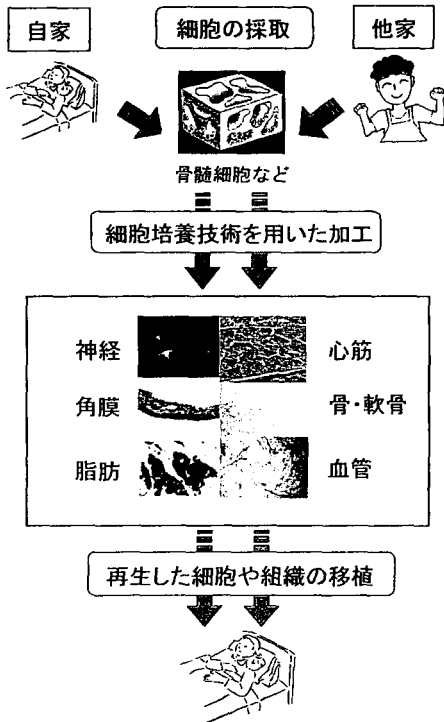 自家
細胞の採取
他家
骨髄細胞など
細胞培養技術を用いた加工
神経
心筋
角膜
骨・軟骨
脂肪
血管
再生した細胞や組織の移植